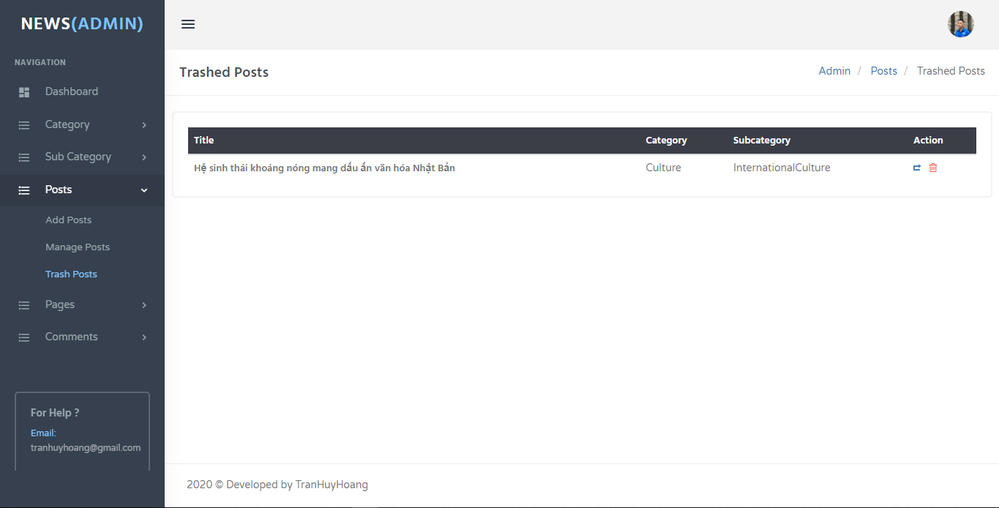 NEWS(ADMIN)
NAVIGATION
Dashboard
Category
Sub Category
Posts
Add Posts
Manage Posts
Trash Posts
Pages
Comments
For Help ?
Email:
tranhuyhoang@gmail.com
Trashed Posts
Admin / Posts / Trashed Posts
Title Category Subcategory Action
Hệ sinh thái khoáng nóng mang dấu ấn văn hóa Nhật Bản Culture InternationalCulture
2020 © Developed by TranHuyHoang